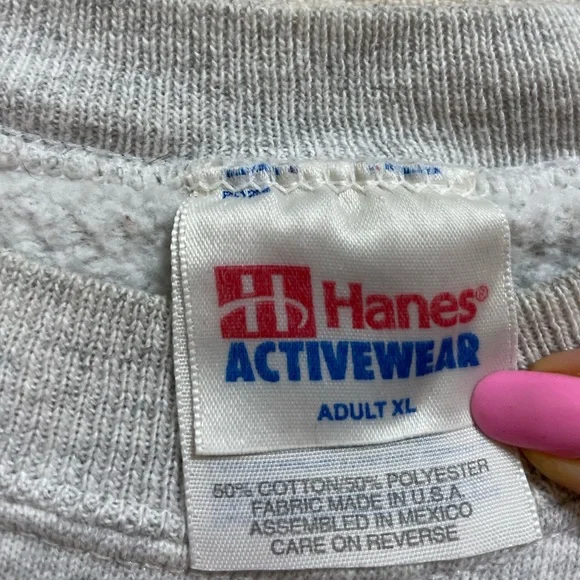 Hanes®
ACTIVEWEAR
ADULT XL
50% COTTON/50% POLYESTER
FABRIC MADE IN U.S.A.
ASSEMBLED IN MEXICO
CARE ON REVERSE